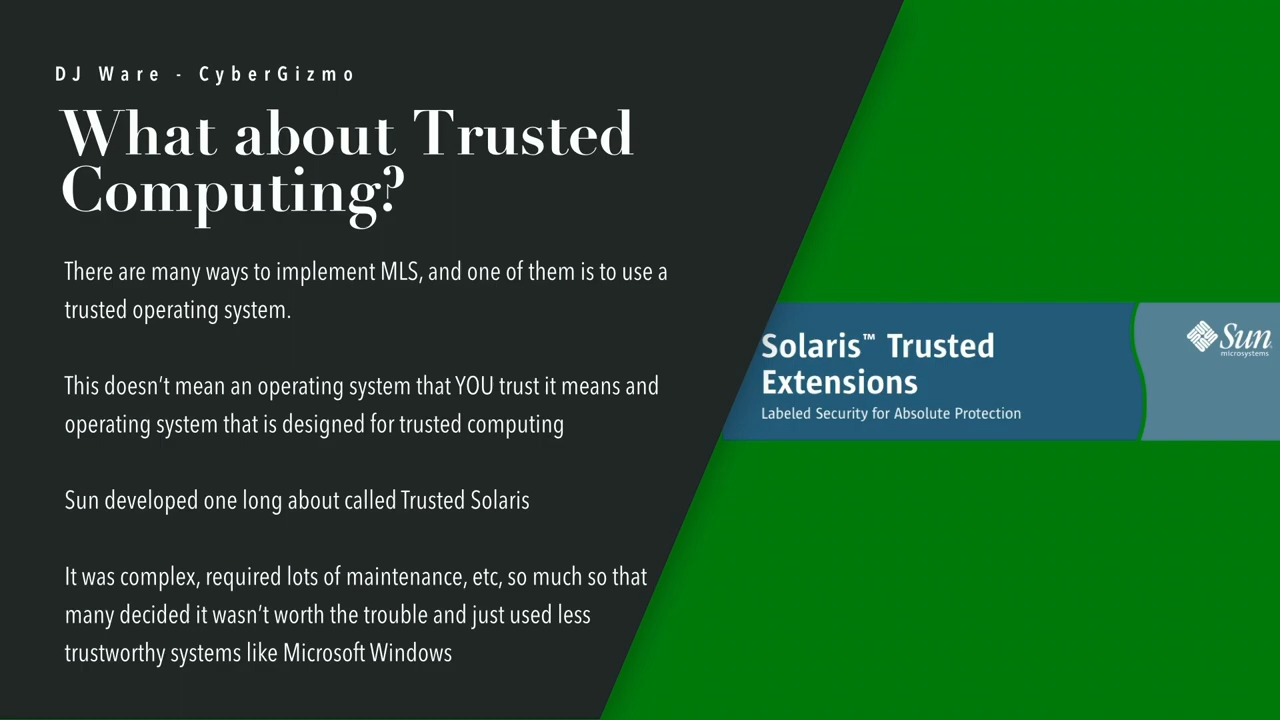 DJ Ware - CyberGizmo
What about Trusted
Computing?
There are many ways to implement MLS, and one of them is to use a
trusted operating system.
This doesn’t mean an operating system that YOU trust it means and
operating system that is designed for trusted computing
Sun developed one long about called Trusted Solaris
It was complex, required lots of maintenance, etc, so much so that
many decided it wasn’t worth the trouble and just used less
trustworthy systems like Microsoft Windows
Solaris™ Trusted
Extensions
Labeled Security for Absolute Protection
Sun
microsystems